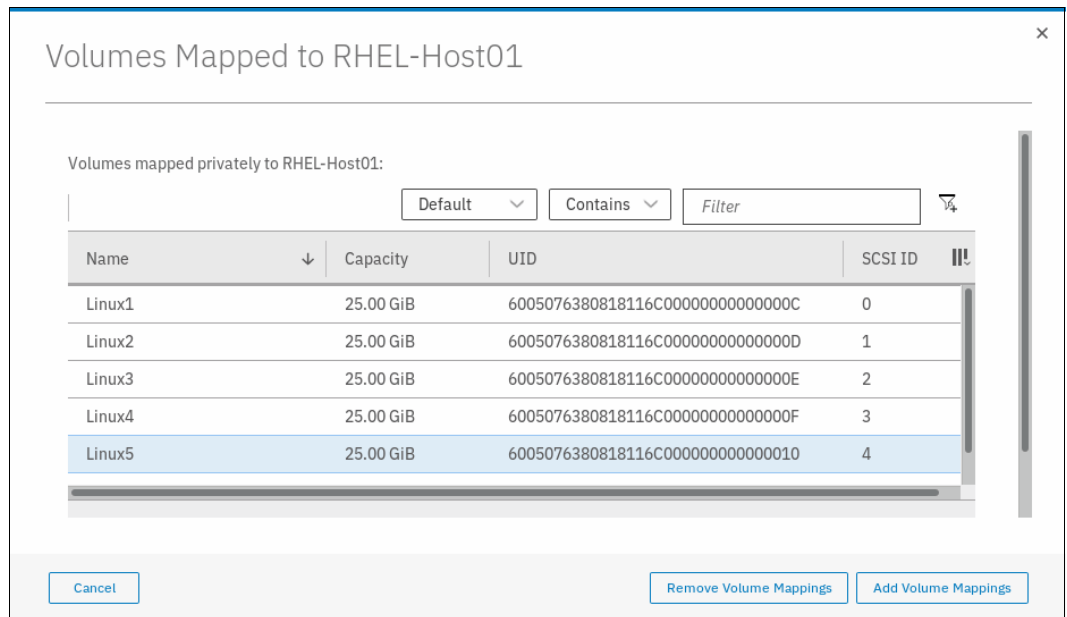 Volumes Mapped to RHEL-Host01
Volumes mapped privately to RHEL-Host01:
Default Contains Filter
Name Capacity UID SCSI ID
Linux1 25.00 GiB 6005076380818116C00000000000000C 0
Linux2 25.00 GiB 6005076380818116C00000000000000D 1
Linux3 25.00 GiB 6005076380818116C00000000000000E 2
Linux4 25.00 GiB 6005076380818116C00000000000000F 3
Linux5 25.00 GiB 6005076380818116C000000000000010 4
Cancel Remove Volume Mappings Add Volume Mappings